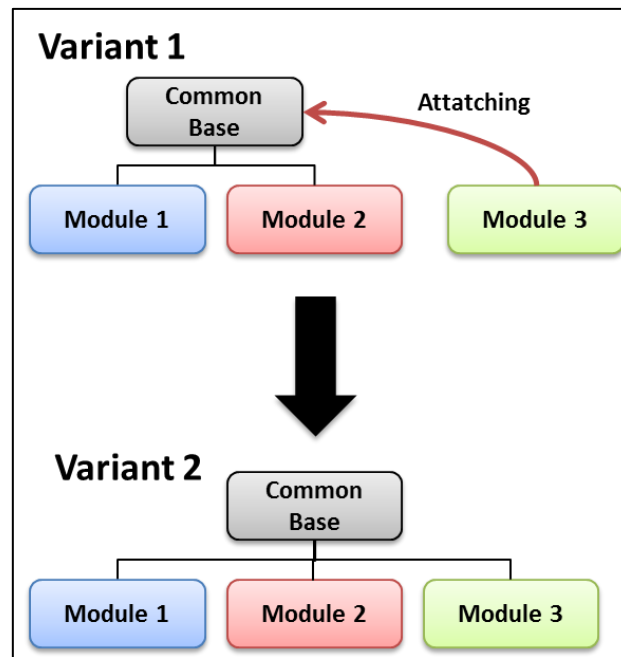 Variant 1
Common
Base
Attatching
Module 1
Module 2
Module 3
Variant 2
Common
Base
Module 1
Module 2
Module 3